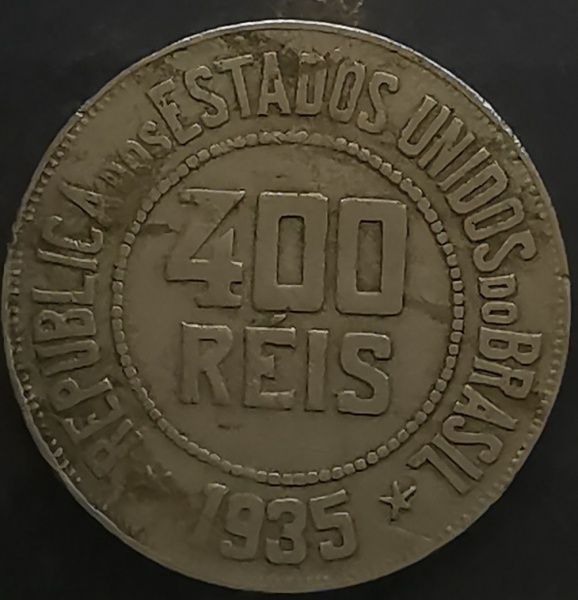 REPUBLICA DOS ESTADOS UNIDOS DO BRASIL
400
RÉIS
1935